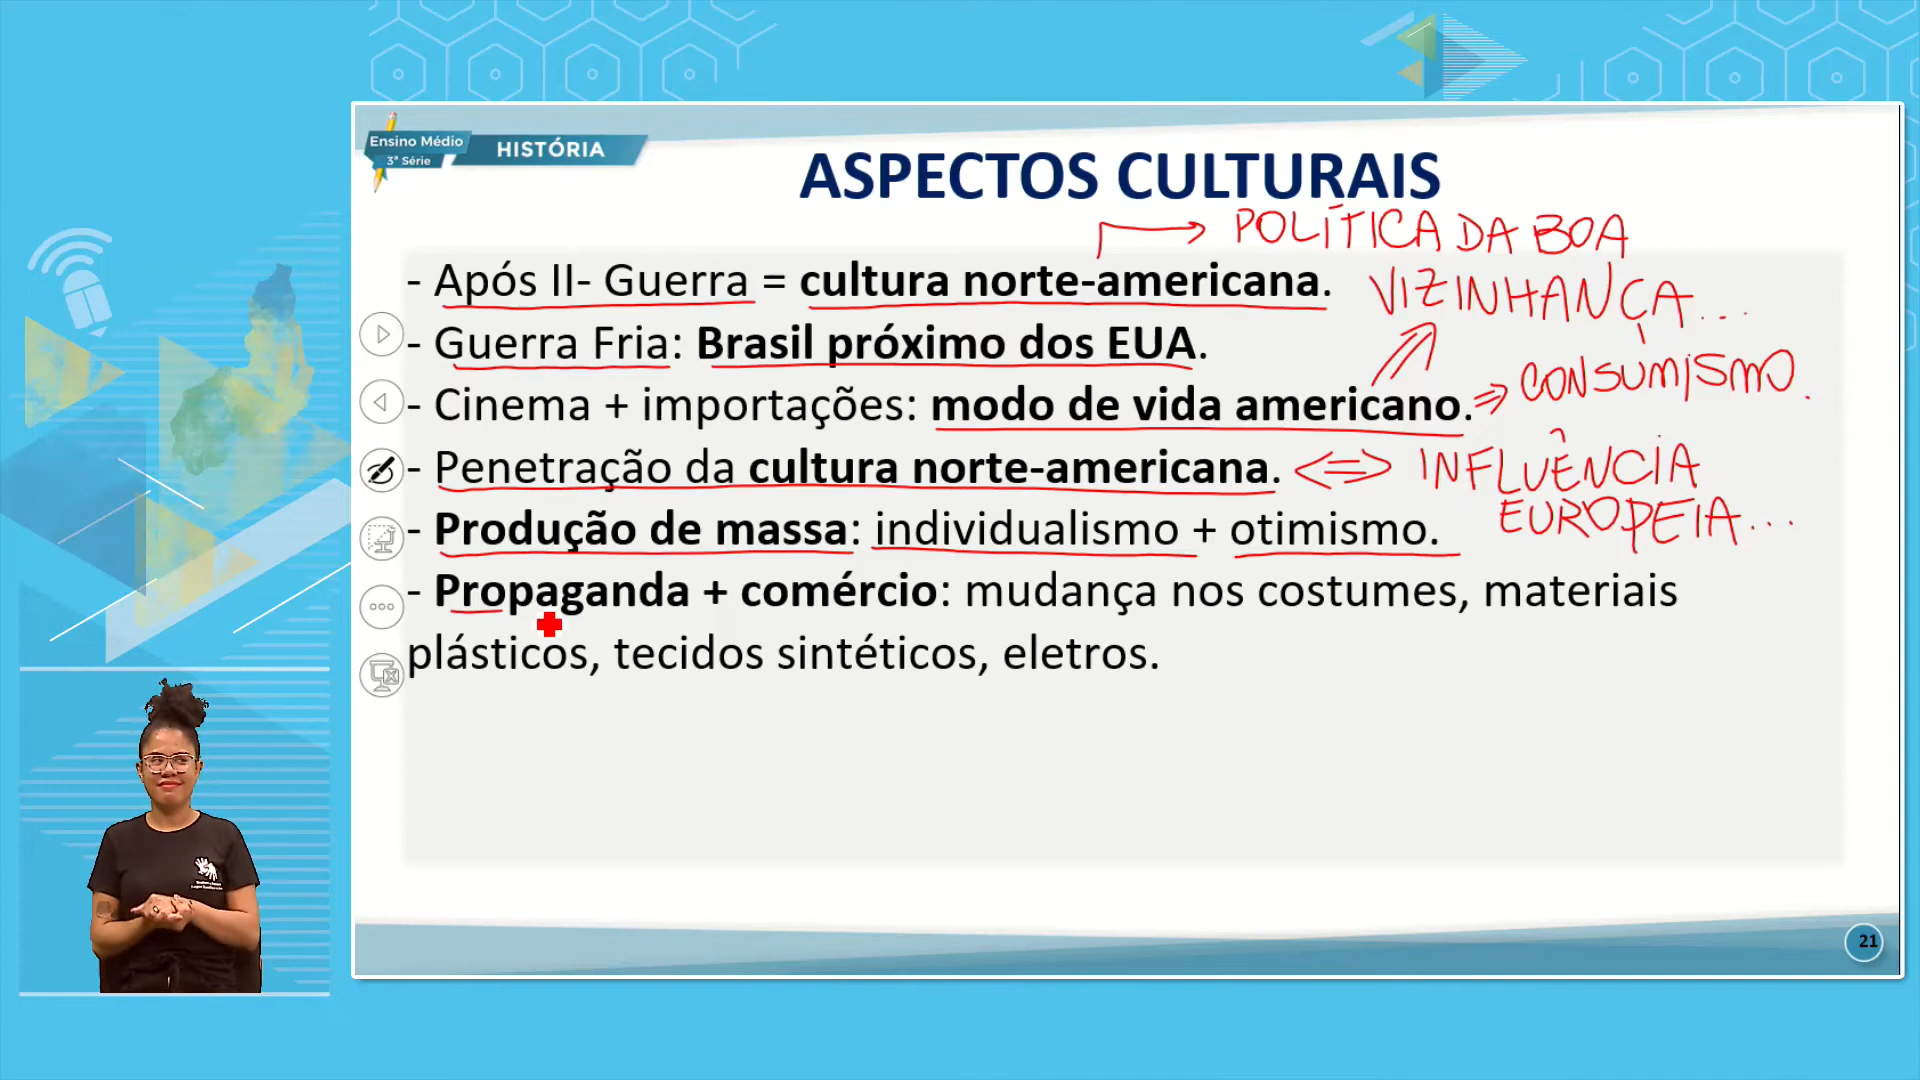 Ensino Médio
3ª Série
HISTÓRIA
ASPECTOS CULTURAIS
POLÍTICA DA BOA
VIZINHANÇA...
- Após II- Guerra = cultura norte-americana.
- Guerra Fria: Brasil próximo dos EUA.
- Cinema + importações: modo de vida americano.
⇒ CONSUMISMO.
- Penetração da cultura norte-americana.
⇔ INFLUÊNCIA
EUROPEIA...
- Produção de massa: individualismo + otimismo.
- Propaganda + comércio: mudança nos costumes, materiais
plásticos, tecidos sintéticos, eletros.
21